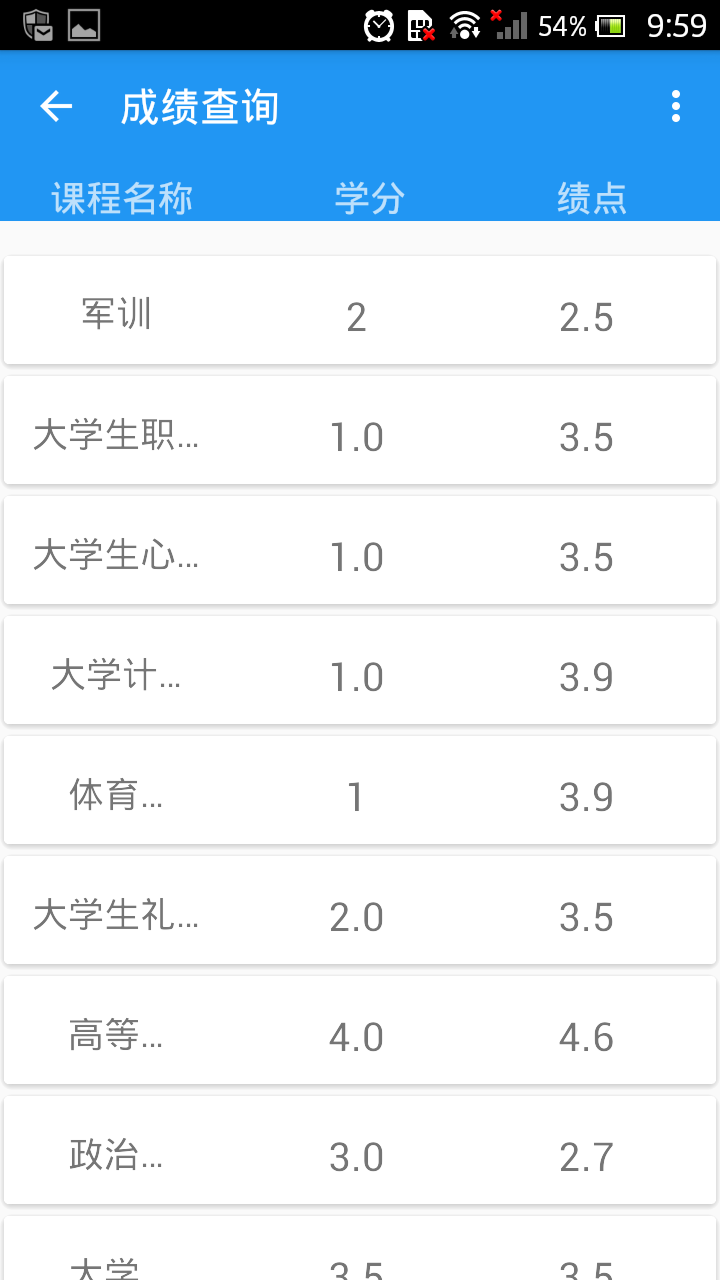 54% 9:59
成绩查询
课程名称 学分 绩点
军训 2 2.5
大学生职... 1.0 3.5
大学生心... 1.0 3.5
大学计... 1.0 3.9
体育... 1 3.9
大学生礼... 2.0 3.5
高等... 4.0 4.6
政治... 3.0 2.7
大学 3.5 3.5